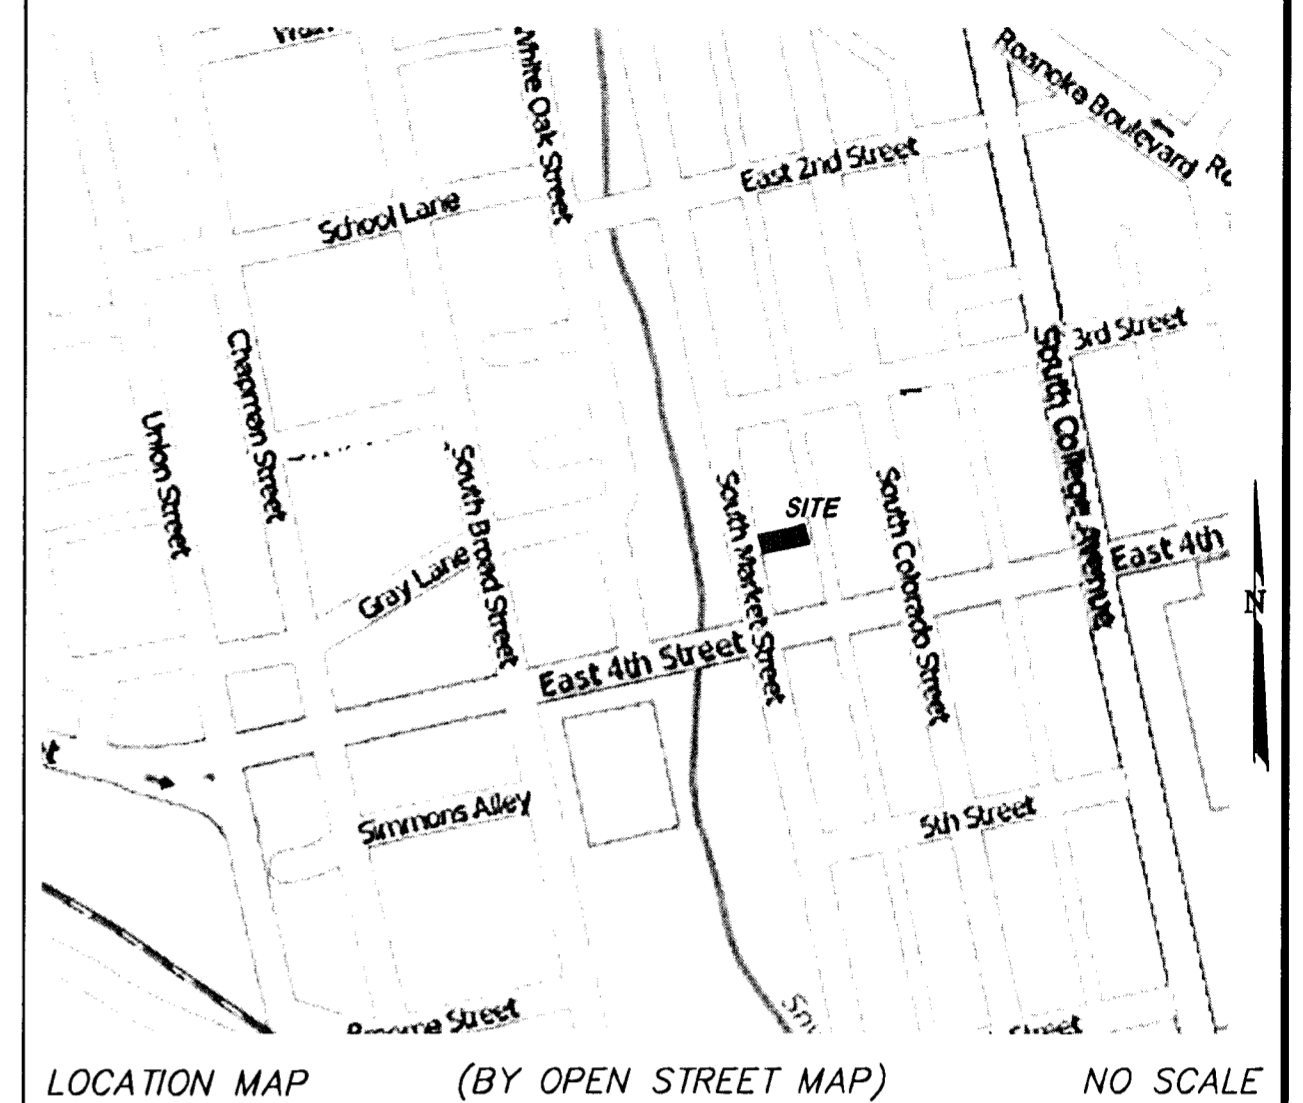 White Oak Street
Roanoke Boulevard
East 2nd Street
School Lane
3rd Street
Chapman Street
South College Avenue
Union Street
South Broad Street
South Market Street
SITE
South Colorado Street
East 4th
Gray Lane
N
East 4th Street
Simmons Alley
5th Street
Street
Street
LOCATION MAP (BY OPEN STREET MAP) NO SCALE